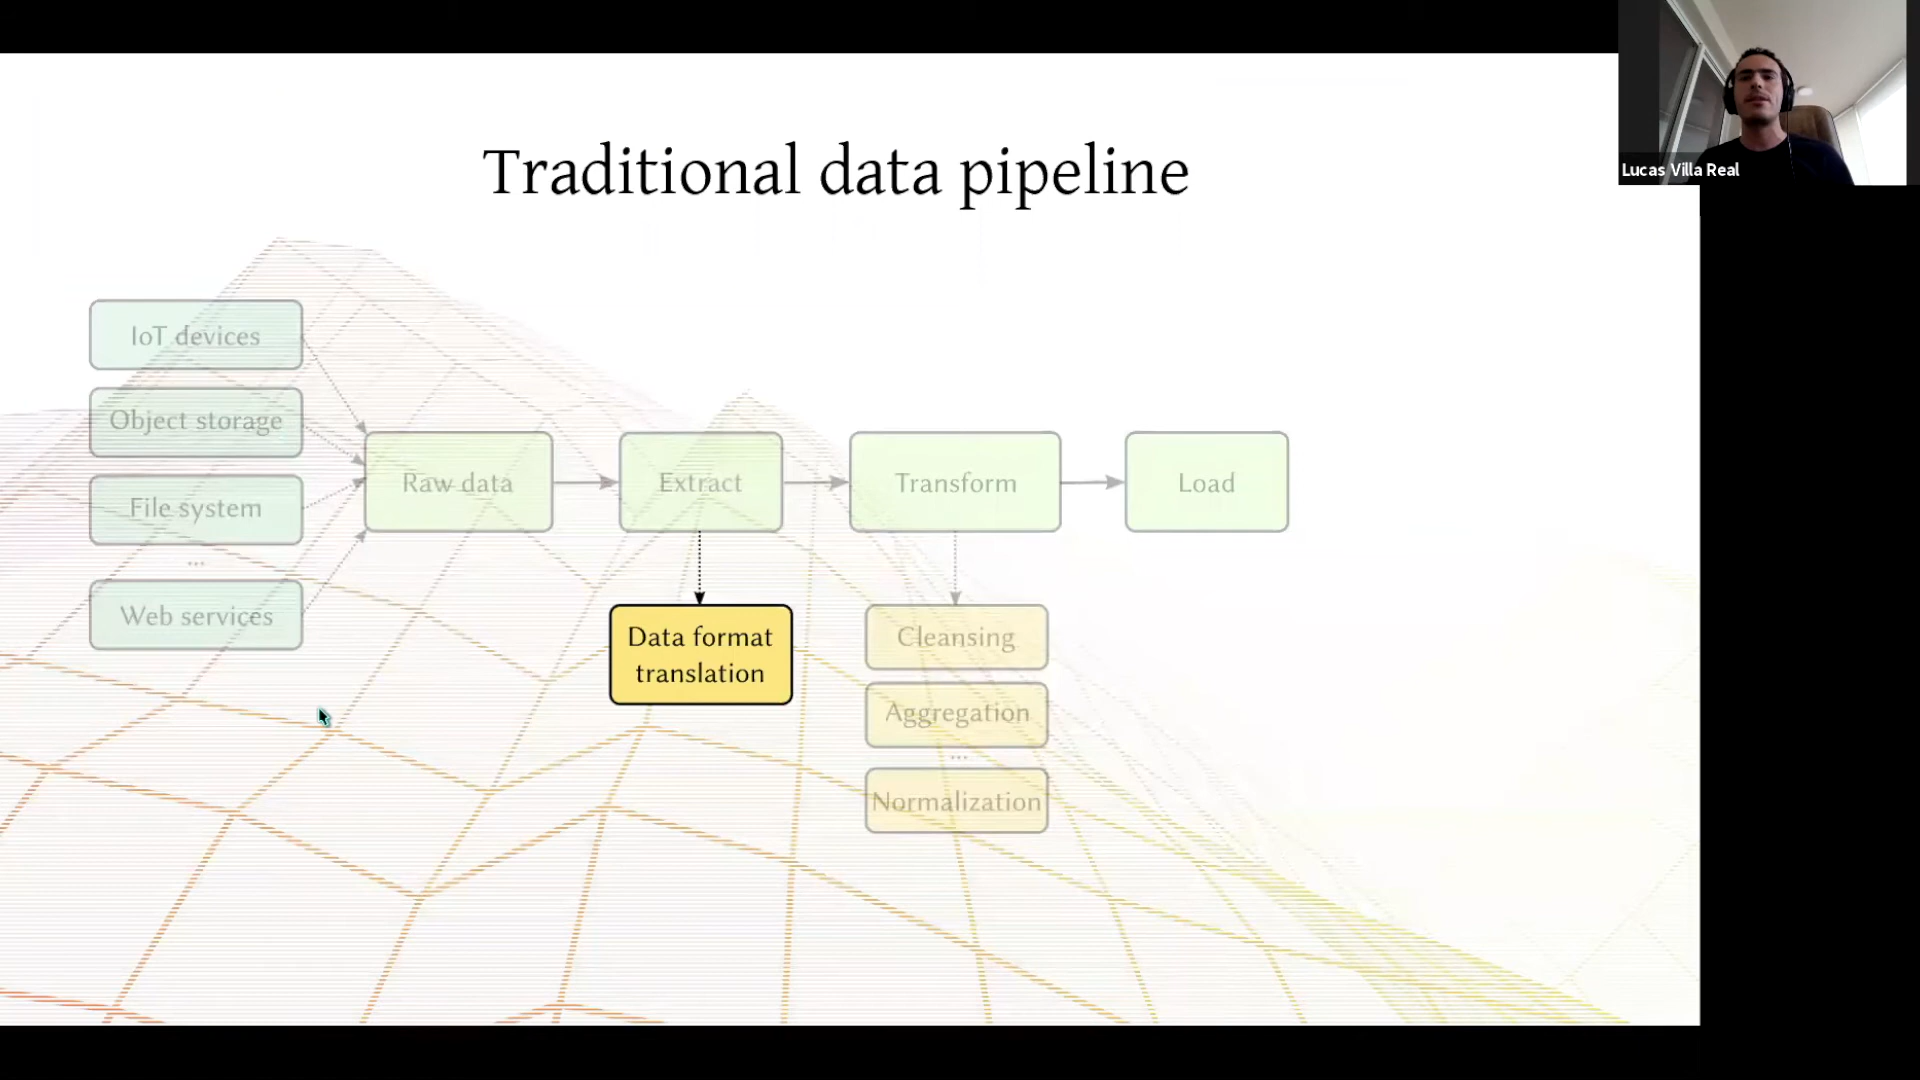 Lucas Villa Real
Traditional data pipeline
IoT devices
Object storage
File system
...
Web services
Raw data
Extract
Transform
Load
Data format
translation
Cleansing
Aggregation
...
Normalization